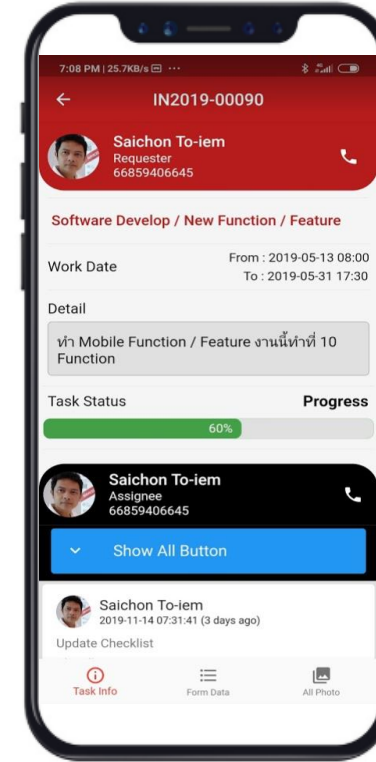 7:08 PM | 25.7KB/s ...
IN2019-00090
Saichon To-iem
Requester
66859406645
Software Develop / New Function / Feature
Work Date
From : 2019-05-13 08:00
To : 2019-05-31 17:30
Detail
ทำ Mobile Function / Feature งานนี้ทำที่ 10
Function
Task Status
Progress
60%
Saichon To-iem
Assignee
66859406645
Show All Button
Saichon To-iem
2019-11-14 07:31:41 (3 days ago)
Update Checklist
Task Info
Form Data
All Photo